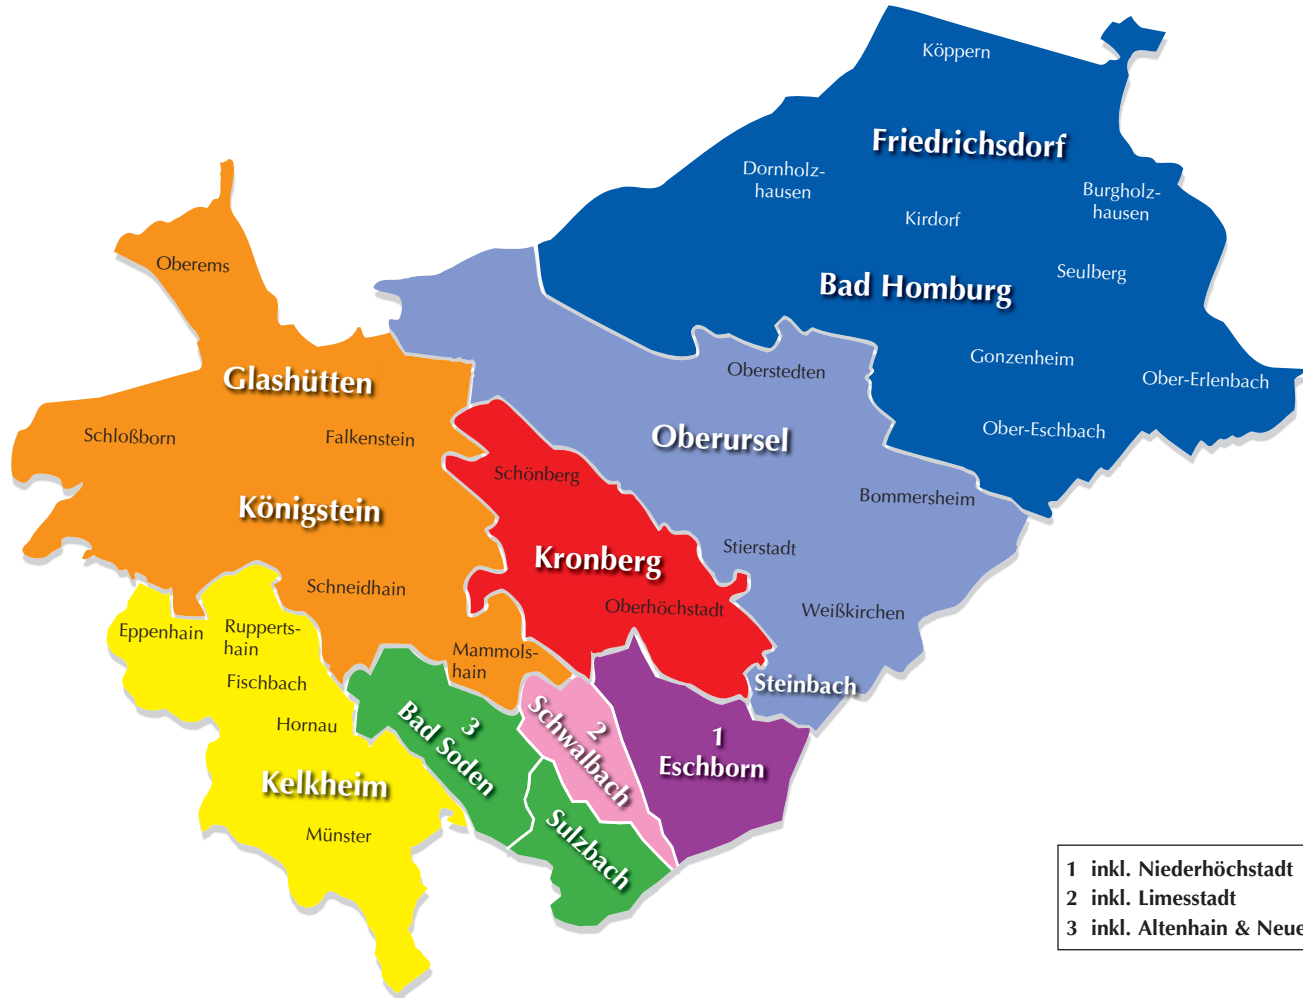 Köppern
Friedrichsdorf
Dornholz-
hausen
Burgholz-
hausen
Kirdorf
Oberems
Seulberg
Bad Homburg
Gonzenheim
Oberstedten
Ober-Erlenbach
Glashütten
Schloßborn
Falkenstein
Oberursel
Ober-Eschbach
Schönberg
Bommersheim
Königstein
Stierstadt
Kronberg
Schneidhain
Oberhöchstadt
Weißkirchen
Eppenhain
Rupperts-
hain
Mammols-
hain
Fischbach
Steinbach
Hornau
3
Bad Soden
2
Schwalbach
1
Eschborn
Kelkheim
Münster
Sulzbach
1 inkl. Niederhöchstadt
2 inkl. Limesstadt
3 inkl. Altenhain & Neue